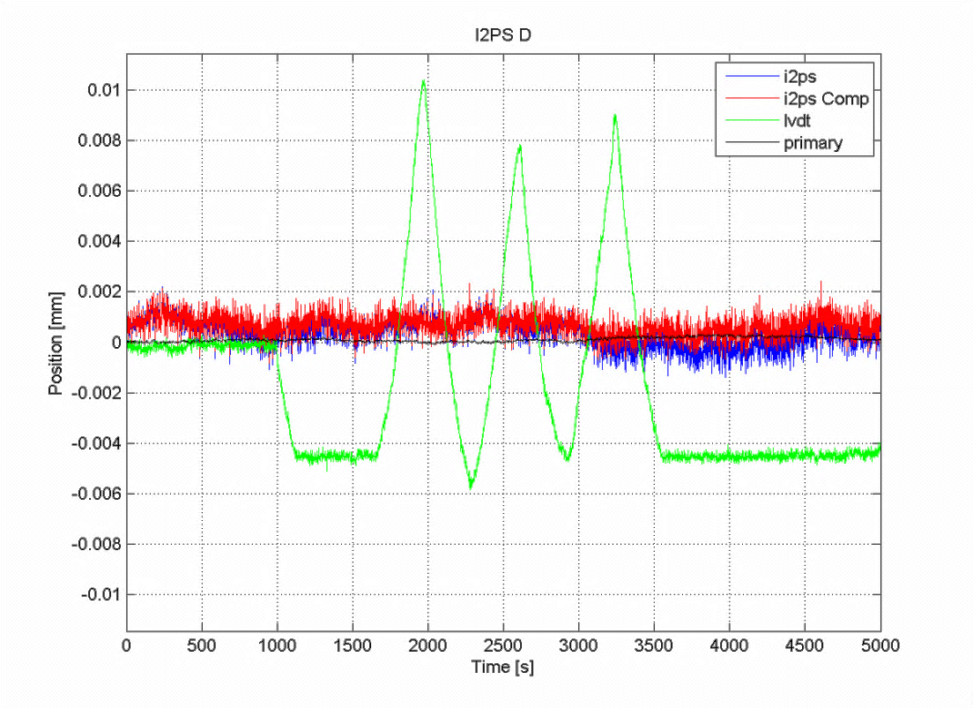 I2PS D
i2ps
i2ps Comp
lvdt
primary
0.01
0.008
0.006
0.004
0.002
0
-0.002
-0.004
-0.006
-0.008
-0.01
Position [mm]
0 500 1000 1500 2000 2500 3000 3500 4000 4500 5000
Time [s]